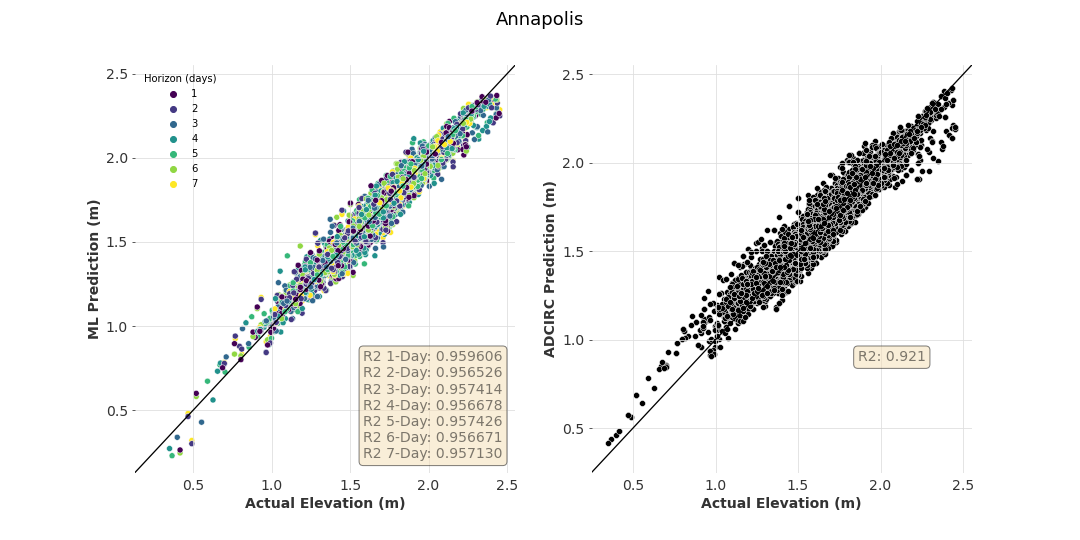 Annapolis
Horizon (days)
1
2
3
4
5
6
7
2.5
2.0
1.5
1.0
0.5
ML Prediction (m)
R2 1-Day: 0.959606
R2 2-Day: 0.956526
R2 3-Day: 0.957414
R2 4-Day: 0.956678
R2 5-Day: 0.957426
R2 6-Day: 0.956671
R2 7-Day: 0.957130
0.5 1.0 1.5 2.0 2.5
Actual Elevation (m)
2.5
2.0
1.5
1.0
0.5
ADCIRC Prediction (m)
R2: 0.921
0.5 1.0 1.5 2.0 2.5
Actual Elevation (m)